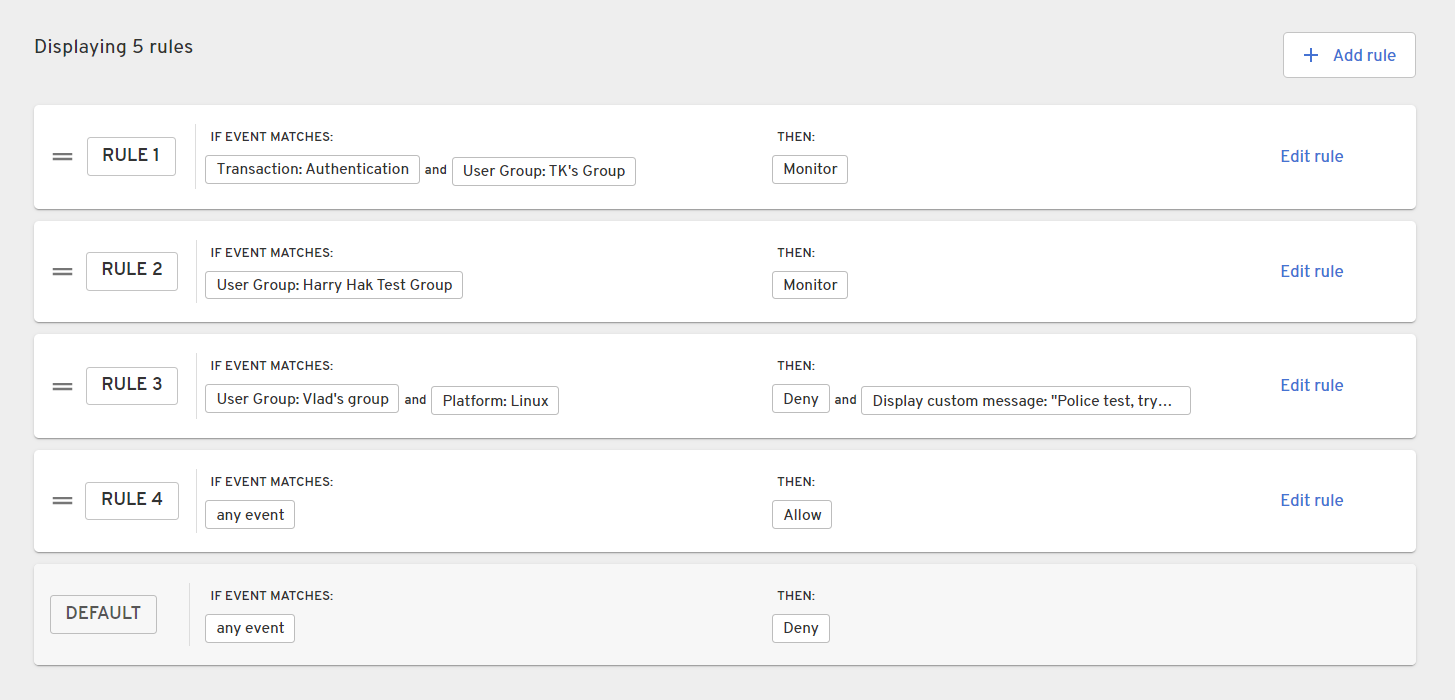 Displaying 5 rules
+ Add rule
RULE 1
IF EVENT MATCHES:
Transaction: Authentication and User Group: TK's Group
THEN:
Monitor
Edit rule
RULE 2
IF EVENT MATCHES:
User Group: Harry Hak Test Group
THEN:
Monitor
Edit rule
RULE 3
IF EVENT MATCHES:
User Group: Vlad's group and Platform: Linux
THEN:
Deny and Display custom message: "Police test, try...
Edit rule
RULE 4
IF EVENT MATCHES:
any event
THEN:
Allow
Edit rule
DEFAULT
IF EVENT MATCHES:
any event
THEN:
Deny